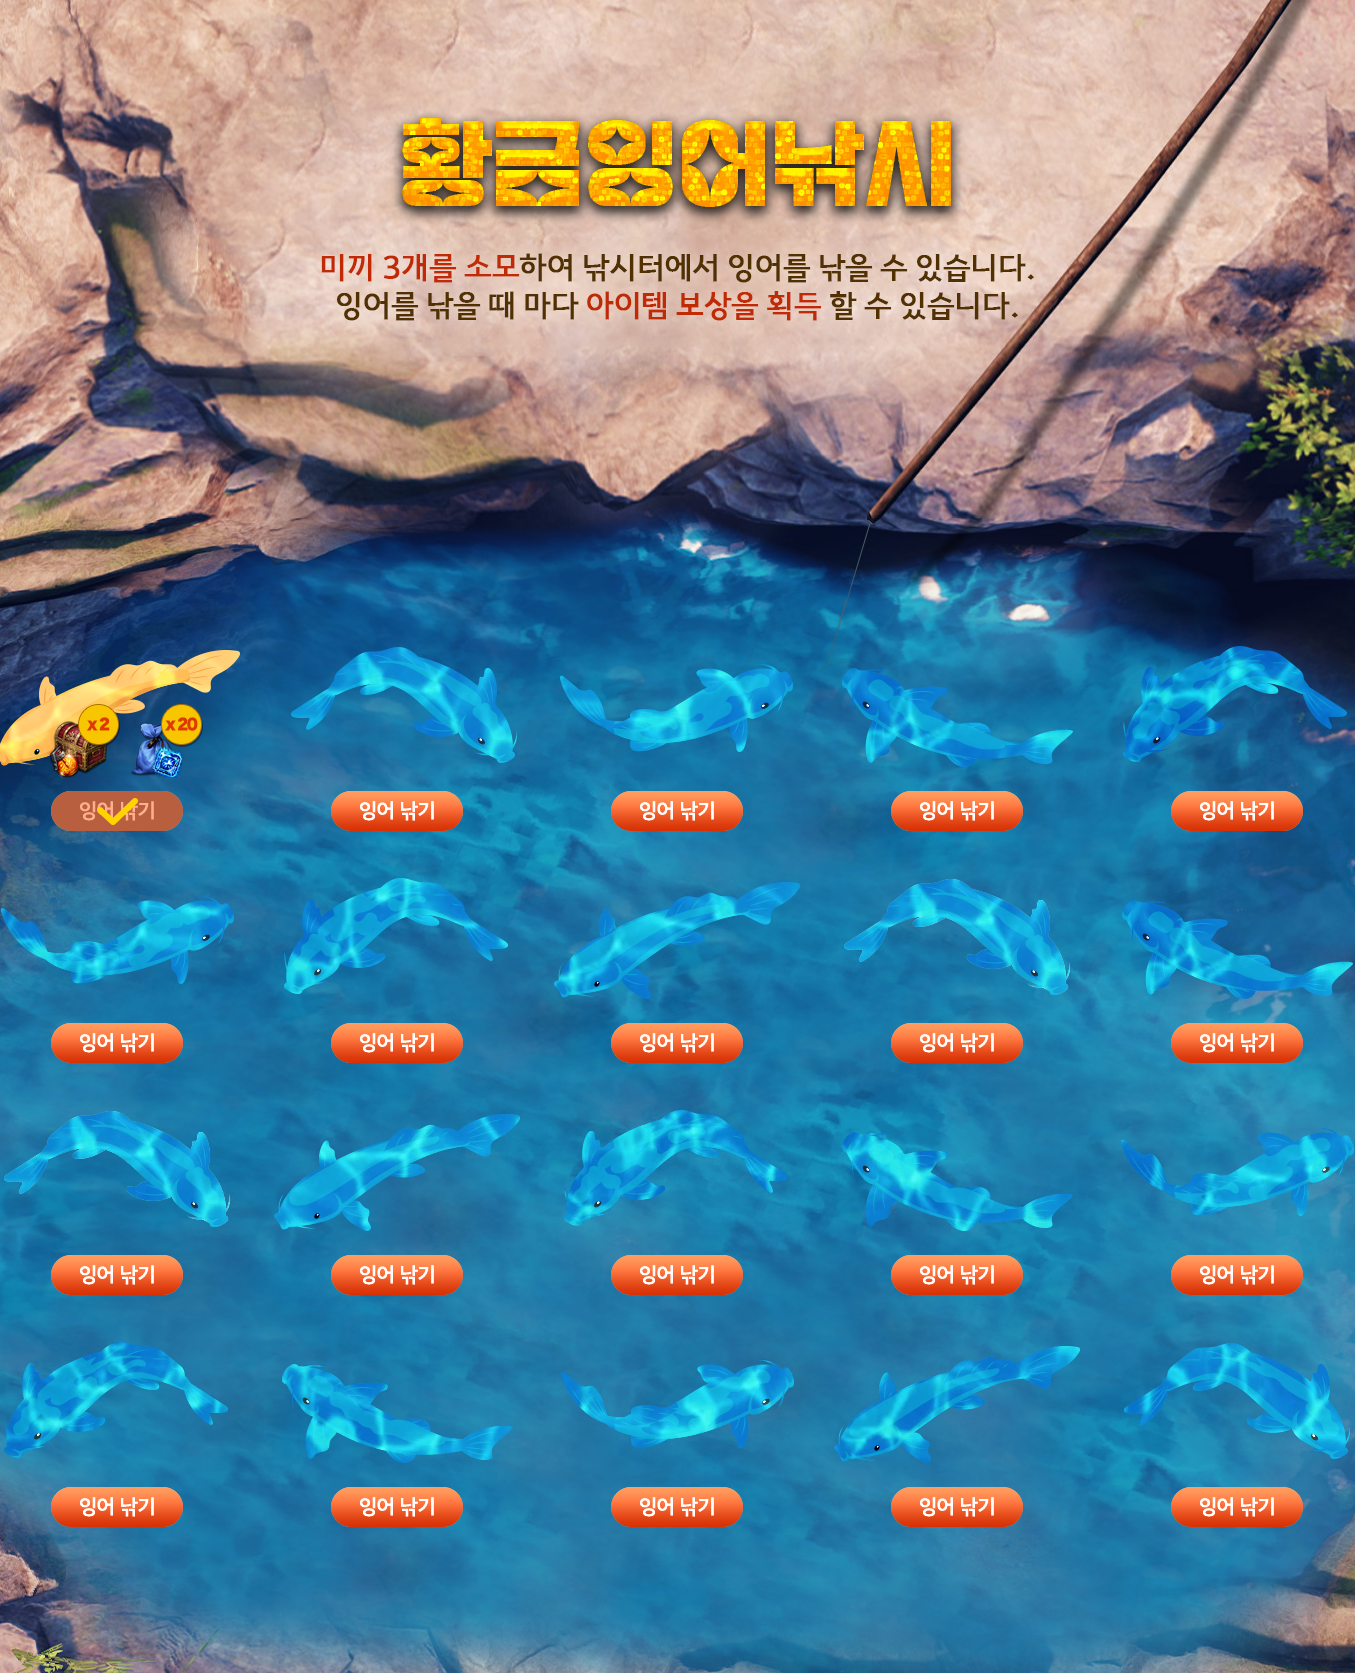 황금잉어낚시
미끼 3개를 소모하여 낚시터에서 잉어를 낚을 수 있습니다.
잉어를 낚을 때 마다 아이템 보상을 획득 할 수 있습니다.
x2 x20
잉어 낚기 잉어 낚기 잉어 낚기 잉어 낚기 잉어 낚기
잉어 낚기 잉어 낚기 잉어 낚기 잉어 낚기 잉어 낚기
잉어 낚기 잉어 낚기 잉어 낚기 잉어 낚기 잉어 낚기
잉어 낚기 잉어 낚기 잉어 낚기 잉어 낚기 잉어 낚기